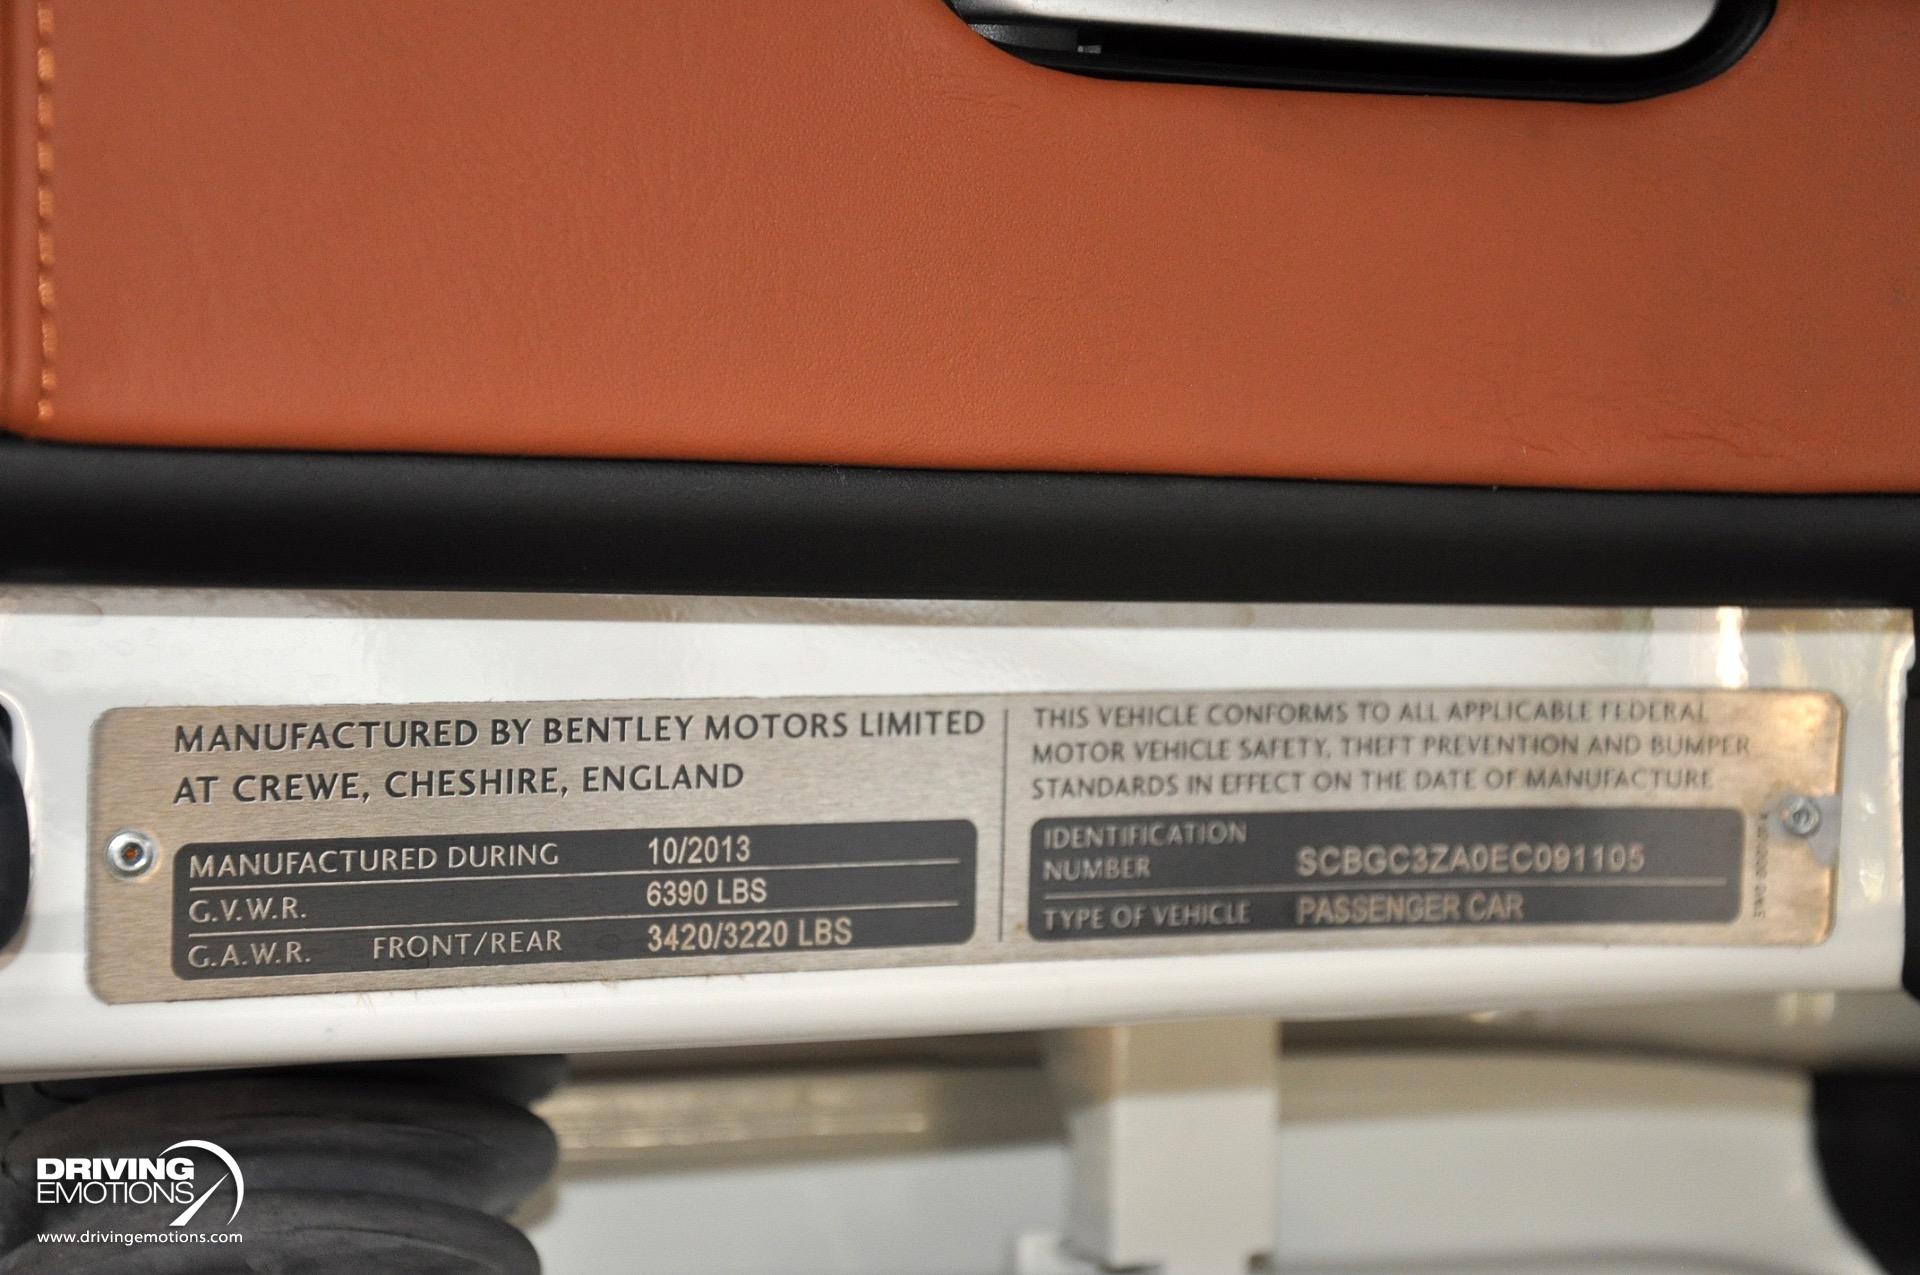 MANUFACTURED BY BENTLEY MOTORS LIMITED
AT CREWE, CHESHIRE, ENGLAND
MANUFACTURED DURING 10/2013
G.V.W.R. 6390 LBS
G.A.W.R. FRONT/REAR 3420/3220 LBS
THIS VEHICLE CONFORMS TO ALL APPLICABLE FEDERAL
MOTOR VEHICLE SAFETY, THEFT PREVENTION AND BUMPER
STANDARDS IN EFFECT ON THE DATE OF MANUFACTURE
IDENTIFICATION
NUMBER SCBGC3ZA0EC091105
TYPE OF VEHICLE PASSENGER CAR
DRIVING
EMOTIONS
www.drivingemotions.com